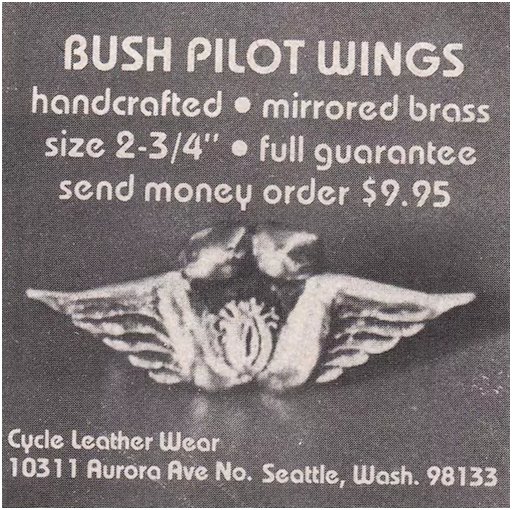 BUSH PILOT WINGS
handcrafted • mirrored brass
size 2-3/4" • full guarantee
send money order $9.95
Cycle Leather Wear
10311 Aurora Ave No. Seattle, Wash. 98133